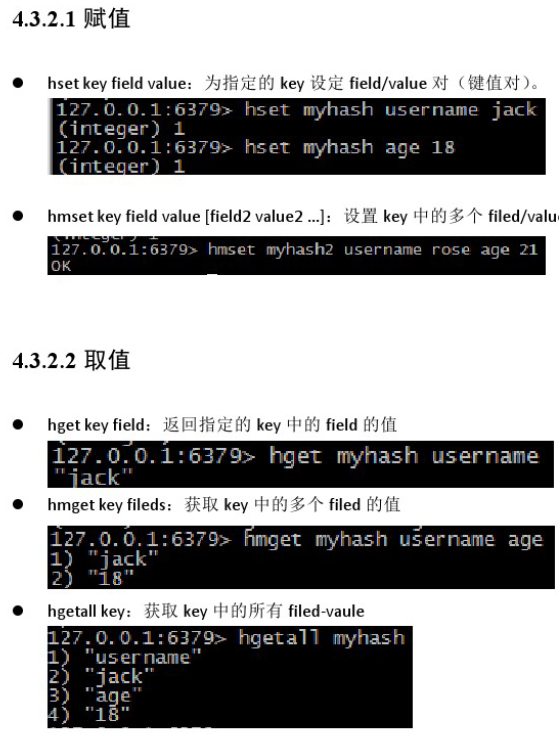 4.3.2.1 赋值
● hset key field value：为指定的 key 设定 field/value 对（键值对）。
127.0.0.1:6379> hset myhash username jack
(integer) 1
127.0.0.1:6379> hset myhash age 18
(integer) 1
● hmset key field value [field2 value2 ...]：设置 key 中的多个 filed/valu
127.0.0.1:6379> hmset myhash2 username rose age 21
OK
4.3.2.2 取值
● hget key field：返回指定的 key 中的 field 的值
127.0.0.1:6379> hget myhash username
"jack"
● hmget key fileds：获取 key 中的多个 filed 的值
127.0.0.1:6379> hmget myhash username age
1) "jack"
2) "18"
● hgetall key：获取 key 中的所有 filed-vaule
127.0.0.1:6379> hgetall myhash
1) "username"
2) "jack"
3) "age"
4) "18"